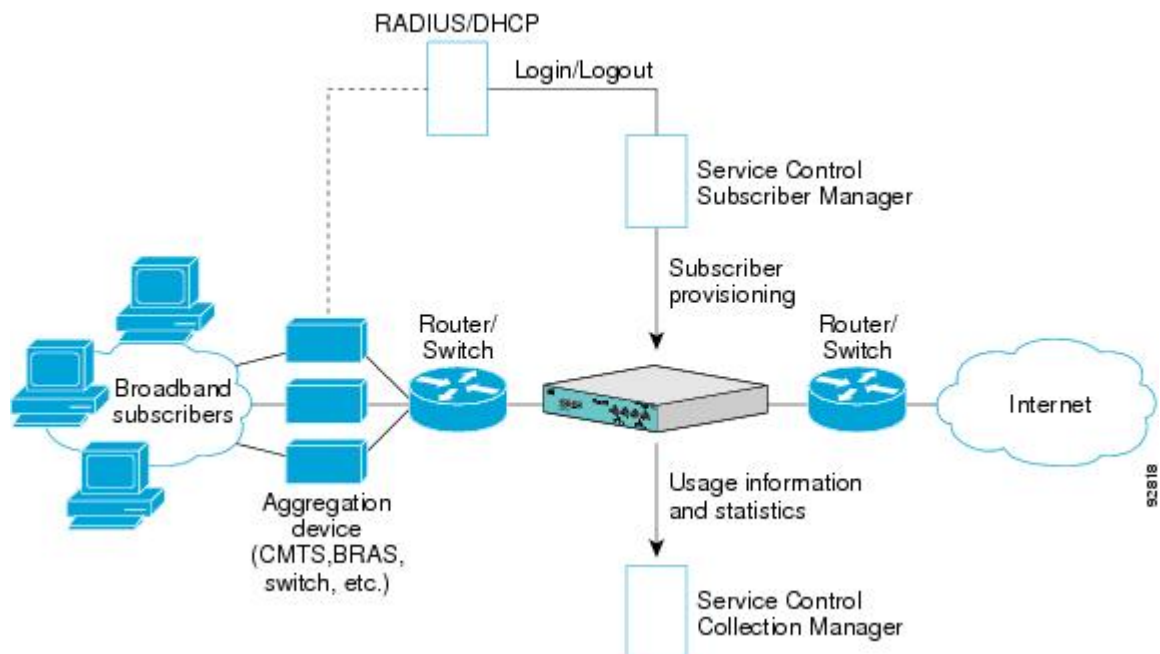 RADIUS/DHCP
Login/Logout
Service Control
Subscriber Manager
Subscriber
provisioning
Router/
Switch
Router/
Switch
Broadband
subscribers
Internet
Aggregation
device
(CMTS,BRAS,
switch, etc.)
Usage information
and statistics
Service Control
Collection Manager
92818